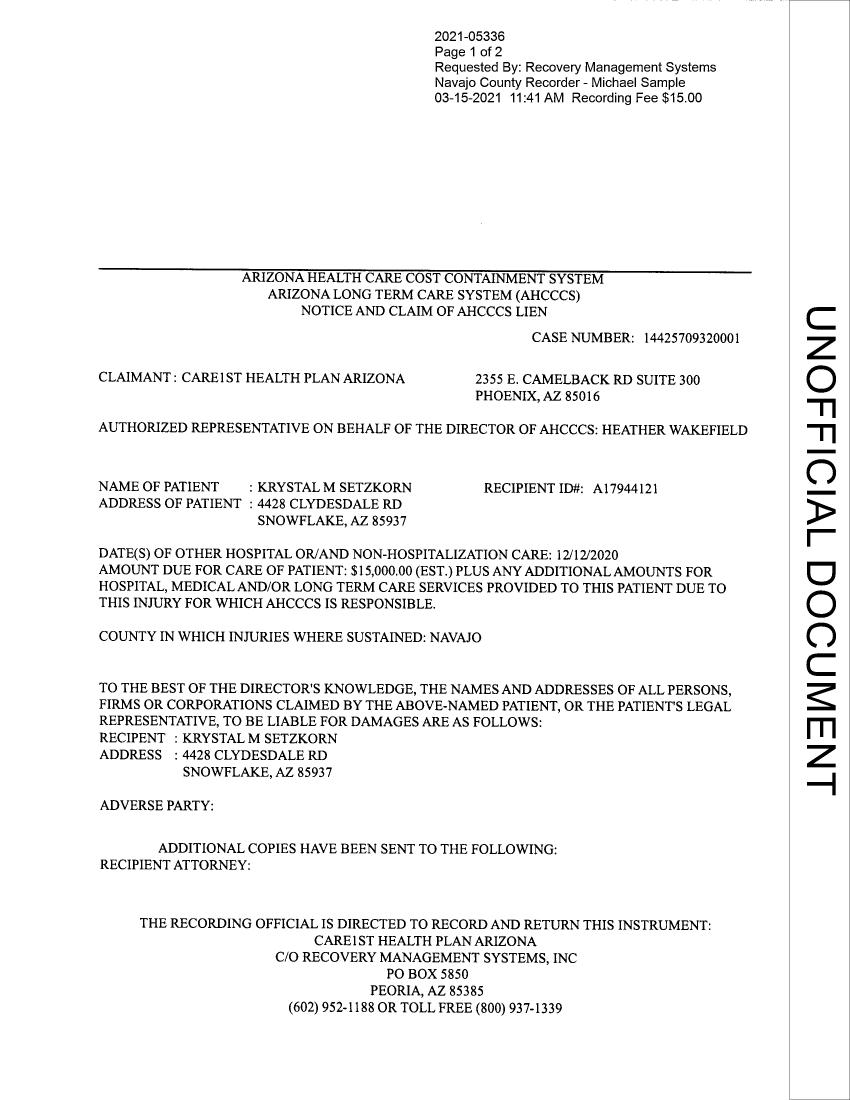 2021-05336
Page 1 of 2
Requested By: Recovery Management Systems
Navajo County Recorder - Michael Sample
03-15-2021 11:41 AM Recording Fee $15.00
ARIZONA HEALTH CARE COST CONTAINMENT SYSTEM
ARIZONA LONG TERM CARE SYSTEM (AHCCCS)
NOTICE AND CLAIM OF AHCCCS LIEN
CASE NUMBER: 14425709320001
CLAIMANT : CARE1ST HEALTH PLAN ARIZONA 2355 E. CAMELBACK RD SUITE 300
PHOENIX, AZ 85016
AUTHORIZED REPRESENTATIVE ON BEHALF OF THE DIRECTOR OF AHCCCS: HEATHER WAKEFIELD
NAME OF PATIENT : KRYSTAL M SETZKORN RECIPIENT ID#: A17944121
ADDRESS OF PATIENT : 4428 CLYDESDALE RD
SNOWFLAKE, AZ 85937
DATE(S) OF OTHER HOSPITAL OR/AND NON-HOSPITALIZATION CARE: 12/12/2020
AMOUNT DUE FOR CARE OF PATIENT: $15,000.00 (EST.) PLUS ANY ADDITIONAL AMOUNTS FOR
HOSPITAL, MEDICAL AND/OR LONG TERM CARE SERVICES PROVIDED TO THIS PATIENT DUE TO
THIS INJURY FOR WHICH AHCCCS IS RESPONSIBLE.
COUNTY IN WHICH INJURIES WHERE SUSTAINED: NAVAJO
TO THE BEST OF THE DIRECTOR'S KNOWLEDGE, THE NAMES AND ADDRESSES OF ALL PERSONS,
FIRMS OR CORPORATIONS CLAIMED BY THE ABOVE-NAMED PATIENT, OR THE PATIENT'S LEGAL
REPRESENTATIVE, TO BE LIABLE FOR DAMAGES ARE AS FOLLOWS:
RECIPENT : KRYSTAL M SETZKORN
ADDRESS : 4428 CLYDESDALE RD
SNOWFLAKE, AZ 85937
ADVERSE PARTY:
ADDITIONAL COPIES HAVE BEEN SENT TO THE FOLLOWING:
RECIPIENT ATTORNEY:
THE RECORDING OFFICIAL IS DIRECTED TO RECORD AND RETURN THIS INSTRUMENT:
CARE1ST HEALTH PLAN ARIZONA
C/O RECOVERY MANAGEMENT SYSTEMS, INC
PO BOX 5850
PEORIA, AZ 85385
(602) 952-1188 OR TOLL FREE (800) 937-1339
UNOFFICIAL DOCUMENT